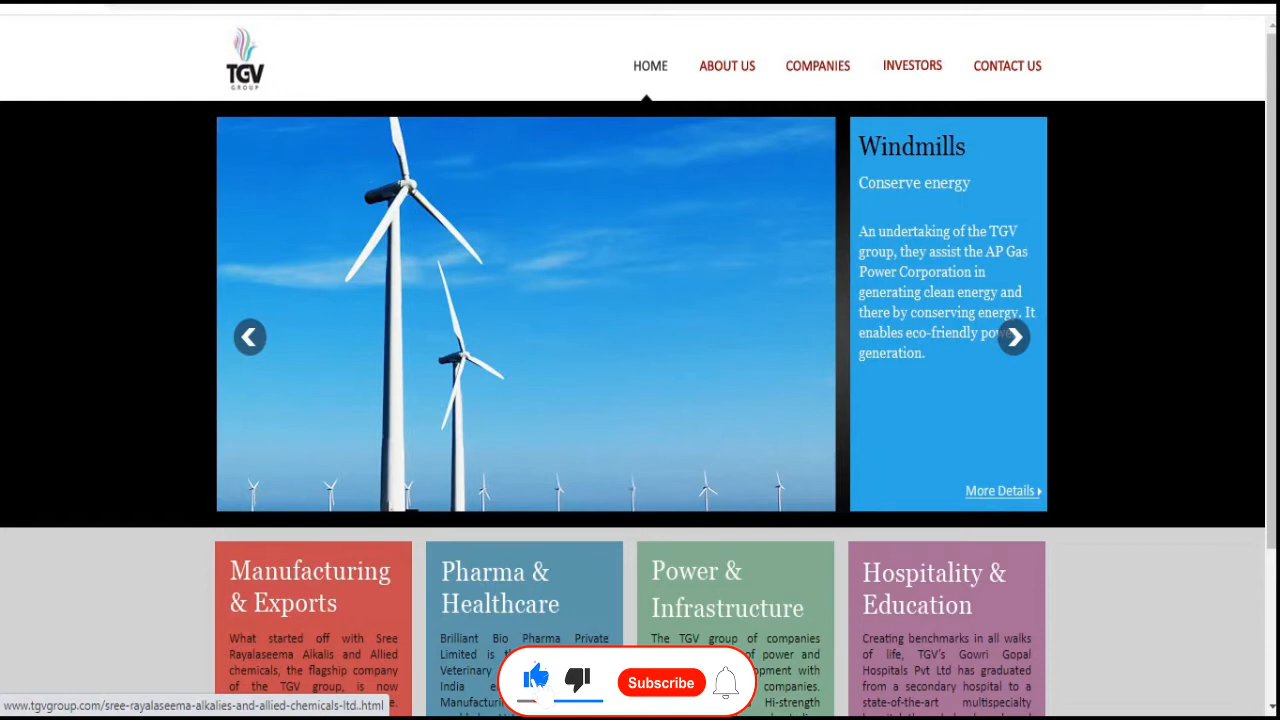 TGV
GROUP
HOME
ABOUT US
COMPANIES
INVESTORS
CONTACT US
Windmills
Conserve energy
An undertaking of the TGV
group, they assist the AP Gas
Power Corporation in
generating clean energy and
there by conserving energy. It
enables eco-friendly
generation.
More Details
Manufacturing
& Exports
What started off with Sree
Rayalaseema Alkalis and Allied
chemicals, the flagship company
of the TGV group, is now
Pharma &
Healthcare
Brilliant Bio Pharma Private
Limited is
Veterinary
India
Power &
Infrastructure
The TGV group of companies
of power and
with
companies.
Hi-strength
Hospitality &
Education
Creating benchmarks in all walks
of life, TGV's Gowri Gopal
Hospitals Pvt Ltd has graduated
from a secondary hospital to a
state-of-the-art multispecialty
Subscribe
www.tgvgroup.com/sree-rayalaseema-alkalies-and-allied-chemicals-ltd..html